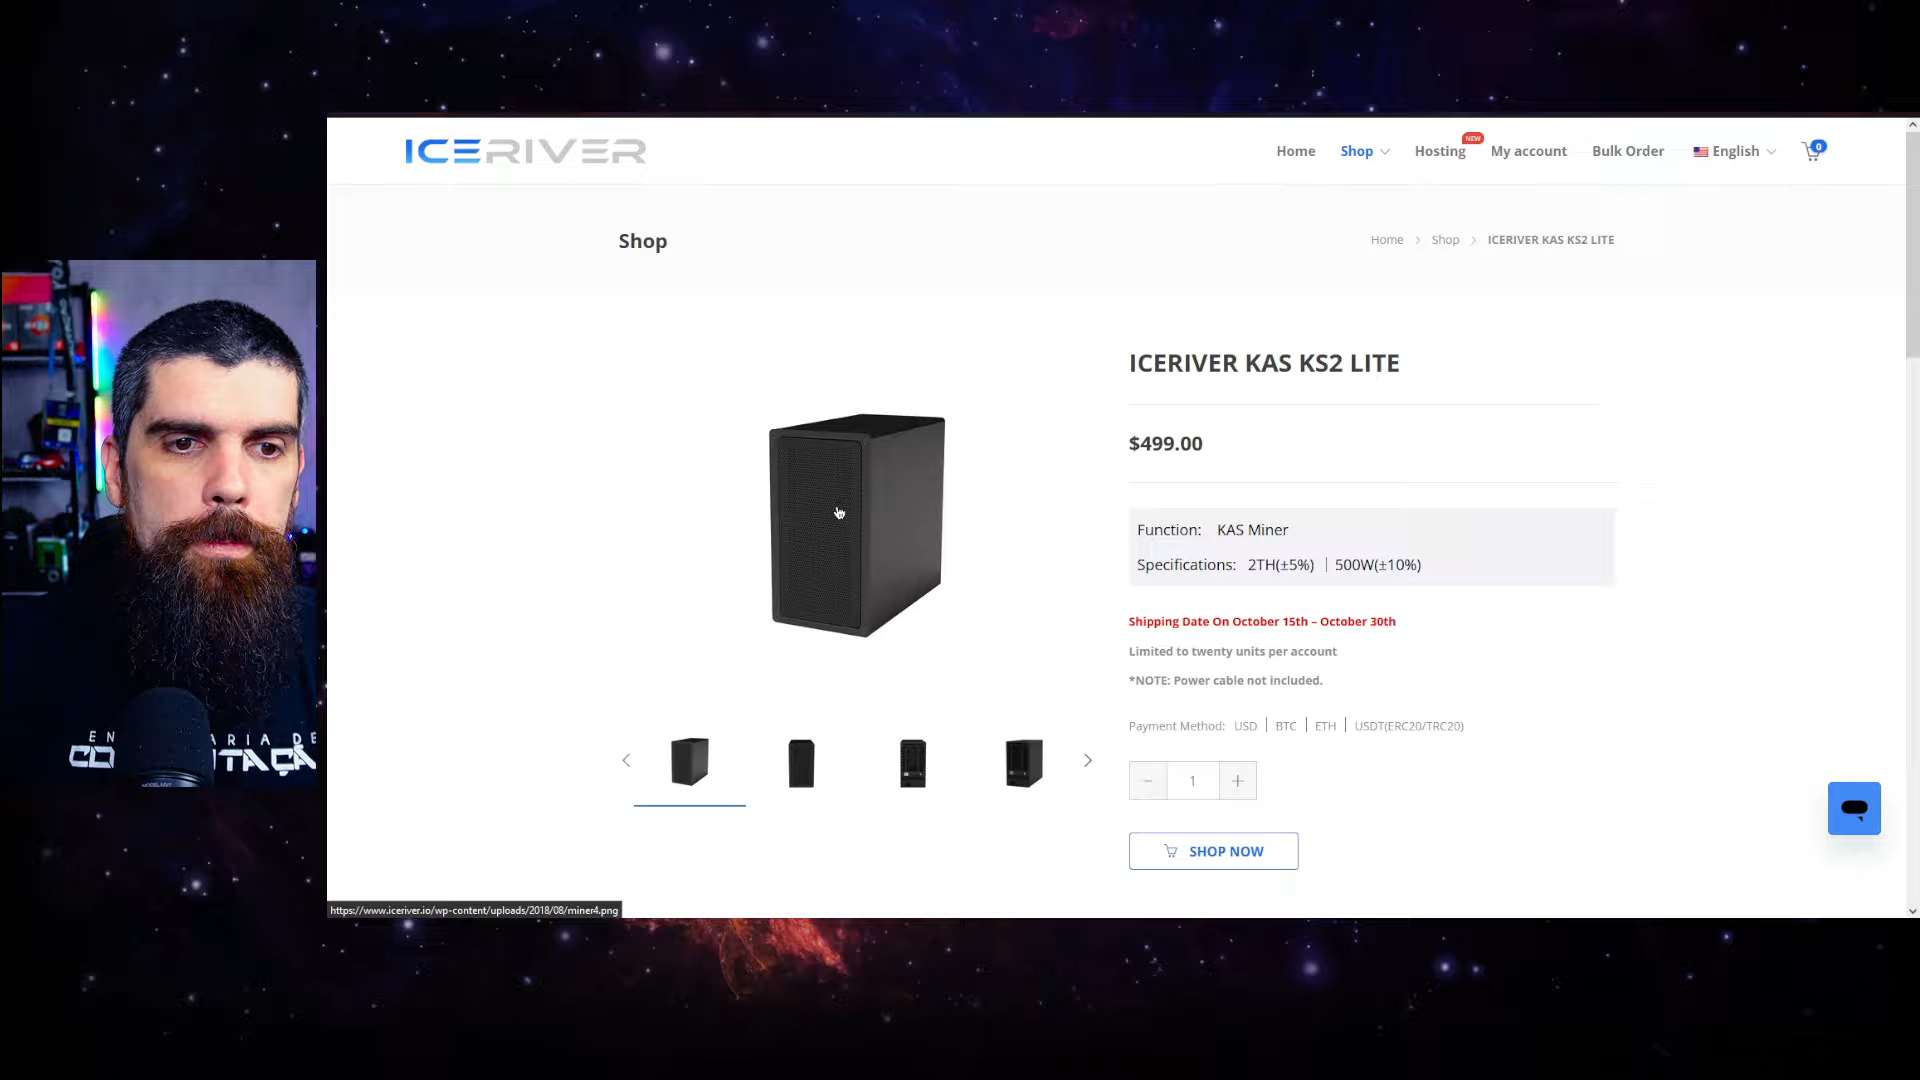 ICERIVER
Home
Shop
Hosting
NEW
My account
Bulk Order
English
0
Shop
Home
Shop
ICERIVER KAS KS2 LITE
ICERIVER KAS KS2 LITE
$499.00
Function: KAS Miner
Specifications: 2TH(±5%) | 500W(±10%)
Shipping Date On October 15th – October 30th
Limited to twenty units per account
*NOTE: Power cable not included.
Payment Method: USD | BTC | ETH | USDT(ERC20/TRC20)
− 1 +
SHOP NOW
https://www.iceriver.io/wp-content/uploads/2018/08/miner4.png